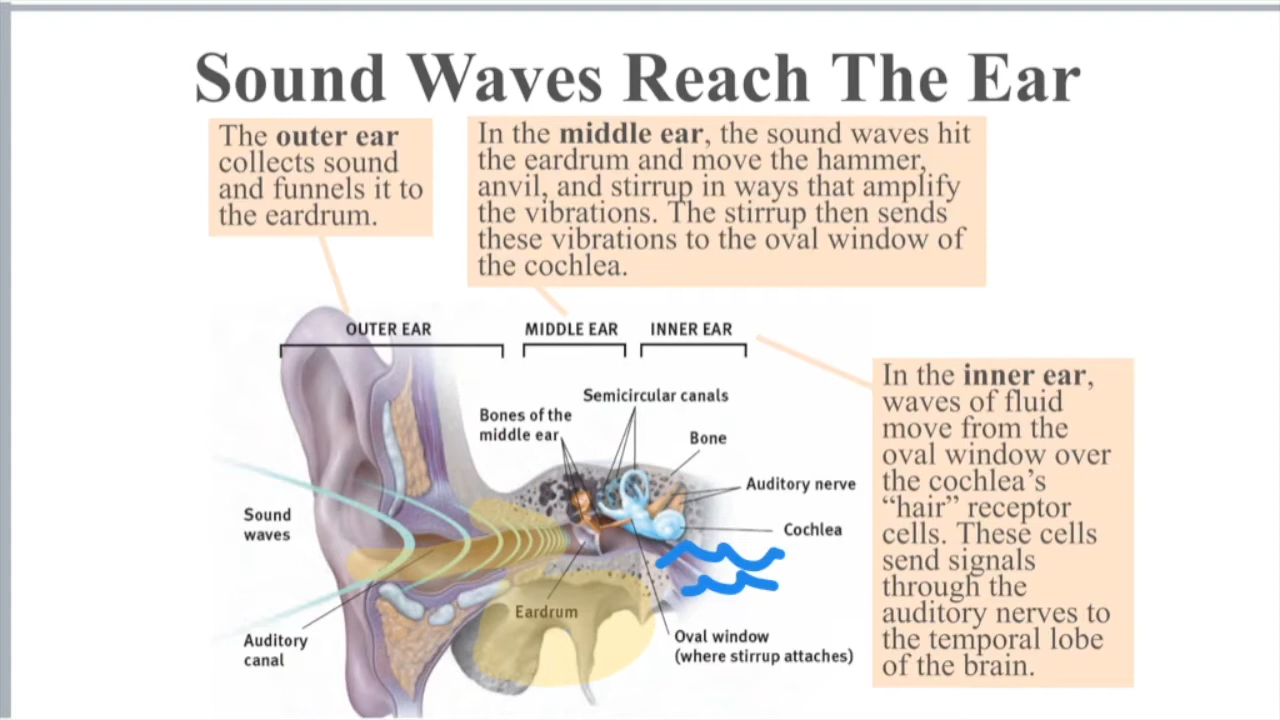 Sound Waves Reach The Ear
The outer ear
collects sound
and funnels it to
the eardrum.
In the middle ear, the sound waves hit
the eardrum and move the hammer,
anvil, and stirrup in ways that amplify
the vibrations. The stirrup then sends
these vibrations to the oval window of
the cochlea.
OUTER EAR
MIDDLE EAR
INNER EAR
Semicircular canals
Bones of the
middle ear
Bone
Auditory nerve
Sound
waves
Cochlea
Eardrum
Auditory
canal
Oval window
(where stirrup attaches)
In the inner ear,
waves of fluid
move from the
oval window over
the cochlea's
“hair” receptor
cells. These cells
send signals
through the
auditory nerves to
the temporal lobe
of the brain.